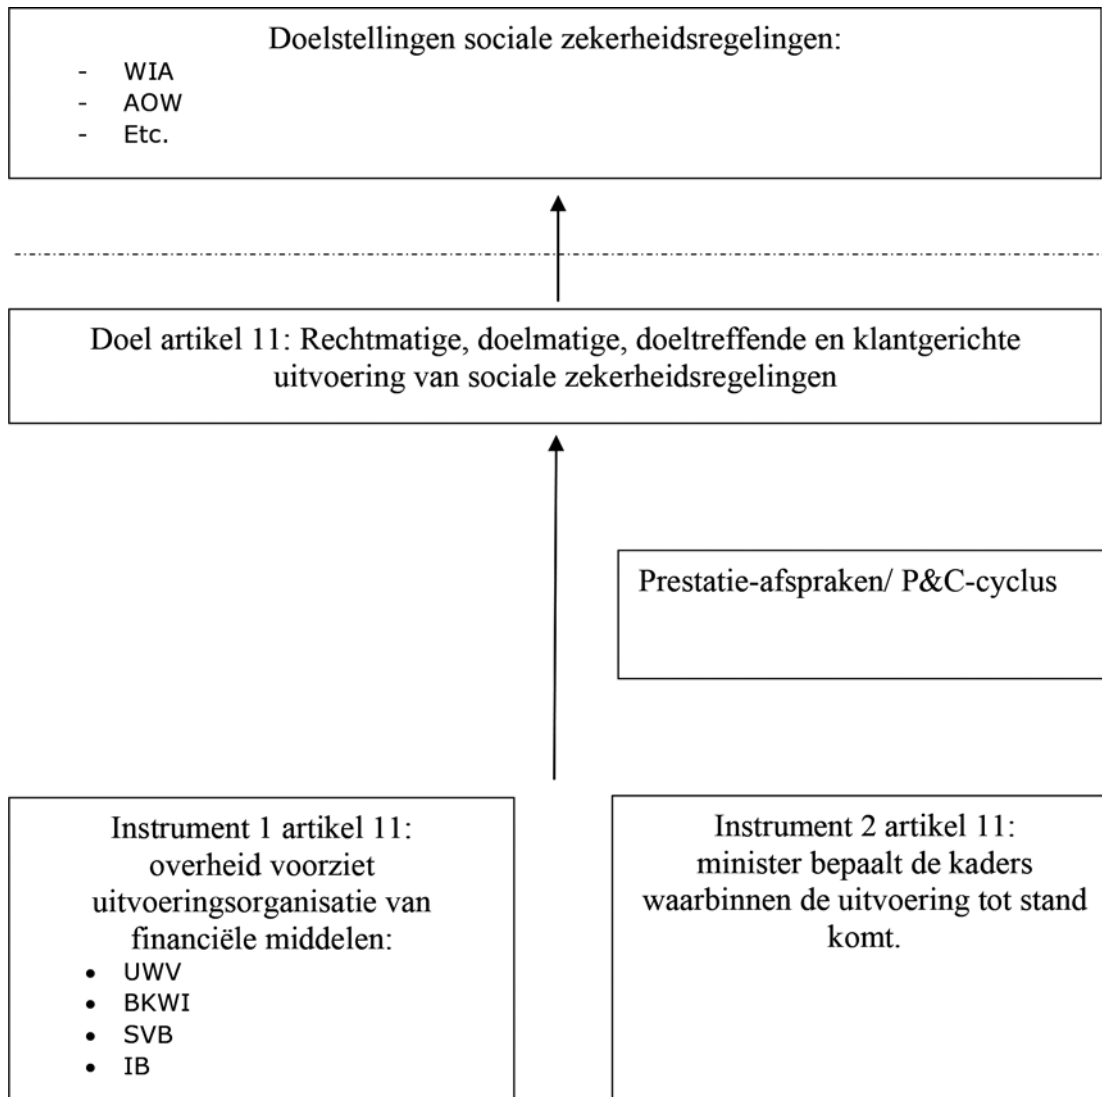 Doelstellingen sociale zekerheidsregelingen:
- WIA
- AOW
- Etc.
Doel artikel 11: Rechtmatige, doelmatige, doeltreffende en klantgerichte
uitvoering van sociale zekerheidsregelingen
Prestatie-afspraken/ P&C-cyclus
Instrument 1 artikel 11:
overheid voorziet
uitvoeringsorganisatie van
financiële middelen:
• UWV
• BKWI
• SVB
• IB
Instrument 2 artikel 11:
minister bepaalt de kaders
waarbinnen de uitvoering tot stand
komt.